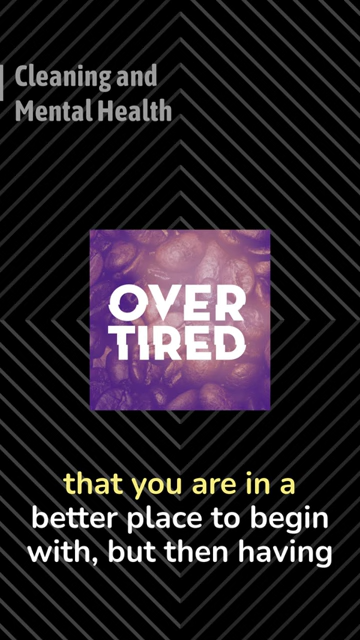 Cleaning and
Mental Health
OVER
TIRED
that you are in a
better place to begin
with, but then having